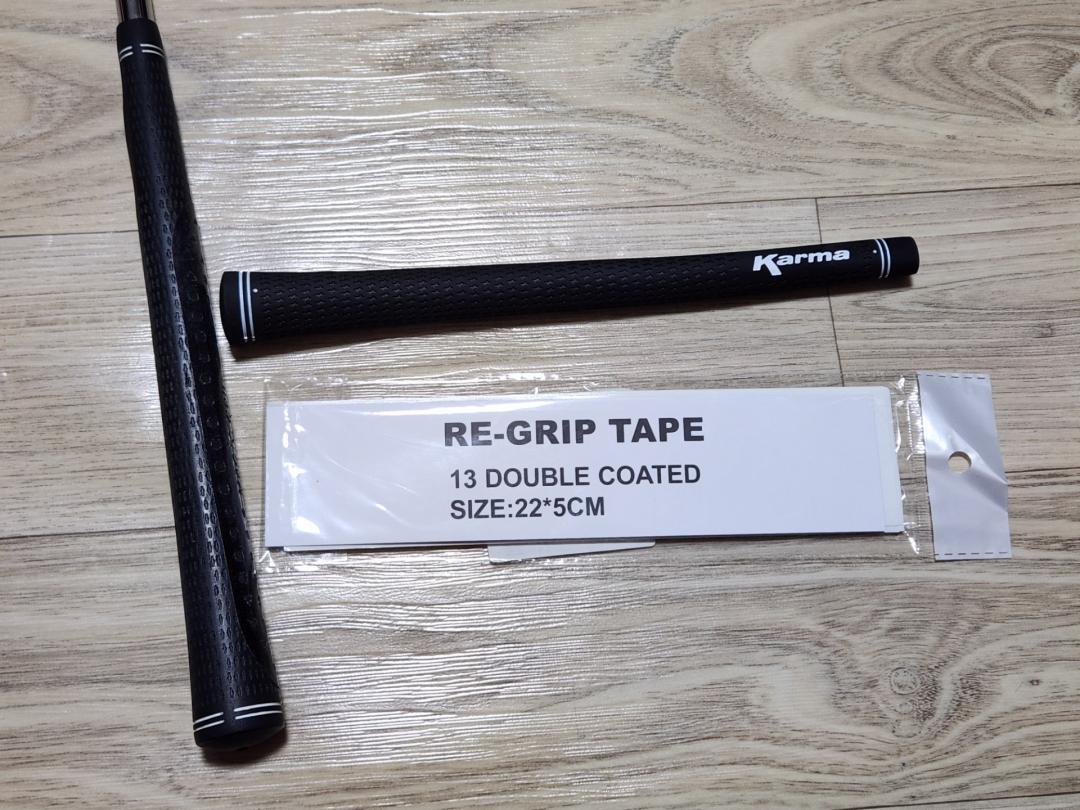 Karma
RE-GRIP TAPE
13 DOUBLE COATED
SIZE:22*5CM